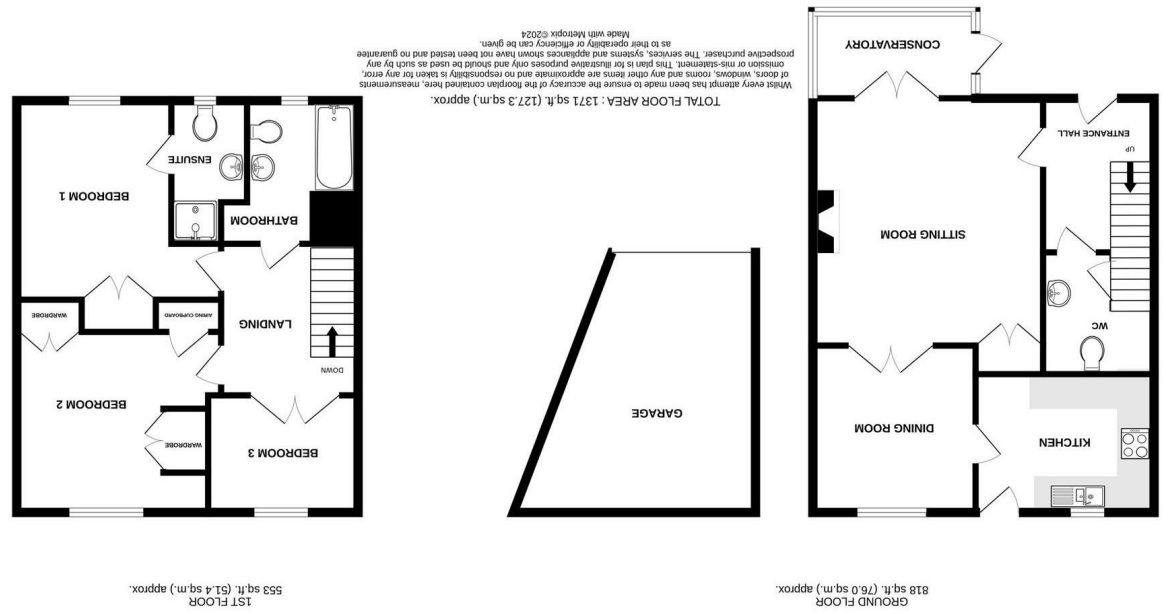 GROUND FLOOR
818 sq.ft. (76.0 sq.m.) approx.
1ST FLOOR
553 sq.ft. (51.4 sq.m.) approx.
KITCHEN
DINING ROOM
WC
SITTING ROOM
UP
ENTRANCE HALL
CONSERVATORY
GARAGE
BEDROOM 3
WARDROBE
BEDROOM 2
DOWN
LANDING
AIRING CUPBOARD
WARDROBE
BATHROOM
BEDROOM 1
ENSUITE
TOTAL FLOOR AREA : 1371 sq.ft. (127.3 sq.m.) approx.
Whilst every attempt has been made to ensure the accuracy of the floorplan contained here, measurements
of doors, windows, rooms and any other items are approximate and no responsibility is taken for any error,
omission or mis-statement. This plan is for illustrative purposes only and should be used as such by any
prospective purchaser. The services, systems and appliances shown have not been tested and no guarantee
as to their operability or efficiency can be given.
Made with Metropix ©2024